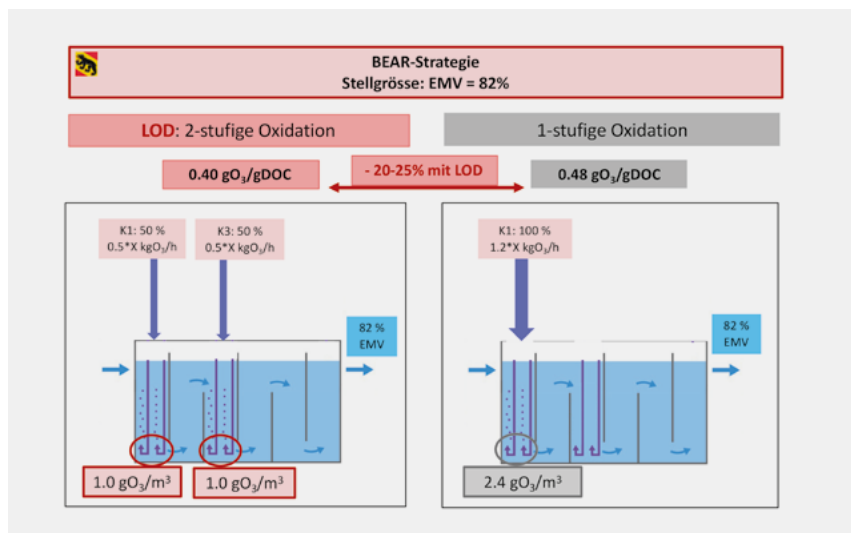 BEAR-Strategie
Stellgrösse: EMV = 82%
LOD: 2-stufige Oxidation
1-stufige Oxidation
0.40 gO₃/gDOC
- 20-25% mit LOD
0.48 gO₃/gDOC
K1: 50 %
0.5*X kgO₃/h
K3: 50 %
0.5*X kgO₃/h
82 %
EMV
1.0 gO₃/m³
1.0 gO₃/m³
K1: 100 %
1.2*X kgO₃/h
82 %
EMV
2.4 gO₃/m³